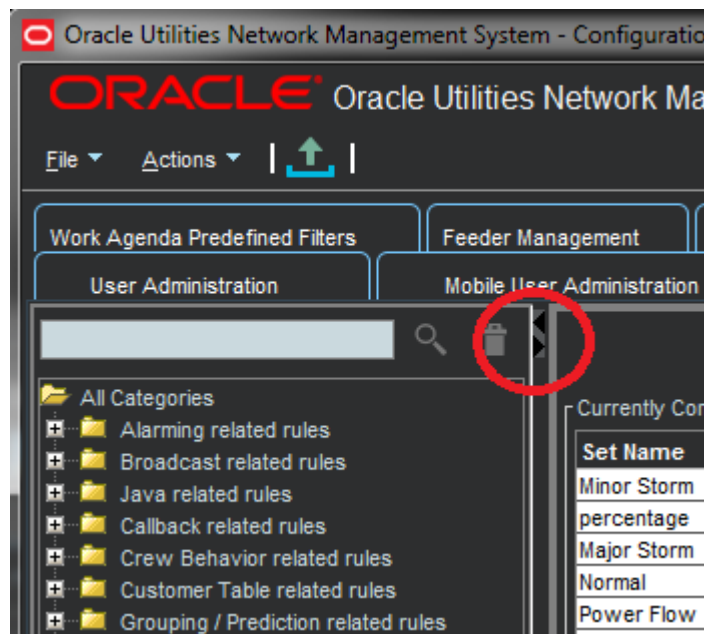 Oracle Utilities Network Management System - Configuratio
ORACLE® Oracle Utilities Network Ma
File Actions
Work Agenda Predefined Filters Feeder Management
User Administration Mobile User Administration
All Categories
Currently Con
Alarming related rules
Broadcast related rules
Set Name
Java related rules
Minor Storm
Callback related rules
percentage
Crew Behavior related rules
Major Storm
Customer Table related rules
Normal
Grouping / Prediction related rules
Power Flow